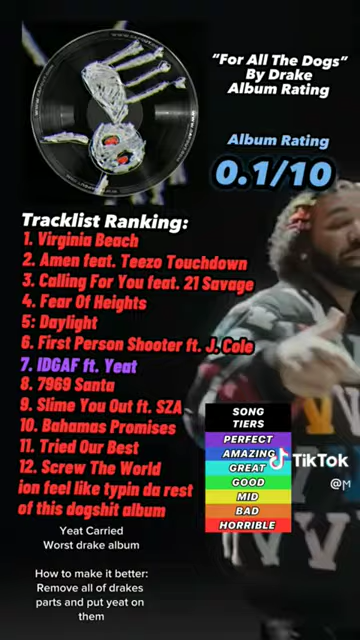 "For All The Dogs"
By Drake
Album Rating
Album Rating
0.1/10
Tracklist Ranking:
1. Virginia Beach
2. Amen feat. Teezo Touchdown
3. Calling For You feat. 21 Savage
4. Fear Of Heights
5: Daylight
6. First Person Shooter ft. J. Cole
7. IDGAF ft. Yeat
8. 7969 Santa
9. Slime You Out ft. SZA
10. Bahamas Promises
11. Tried Our Best
12. Screw The World
ion feel like typin da rest
of this dogshit album
SONG
TIERS
PERFECT
AMAZING
GREAT
GOOD
MID
BAD
HORRIBLE
TikTok
@M
Yeat Carried
Worst drake album
How to make it better:
Remove all of drakes
parts and put yeat on
them